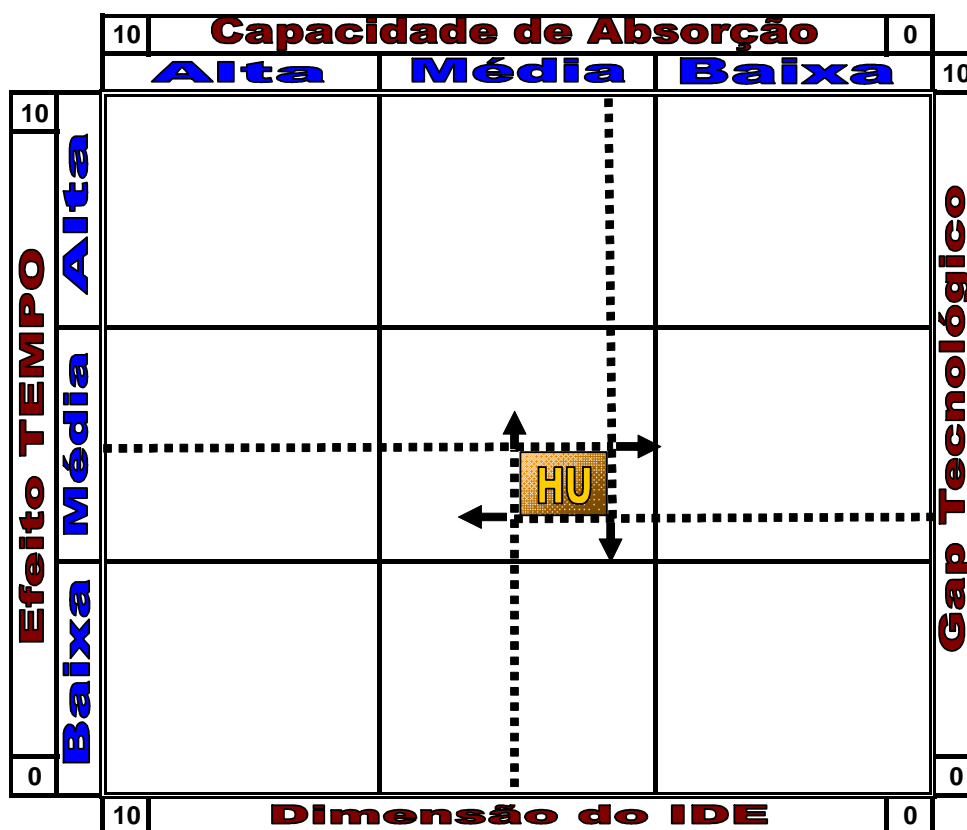 10 Capacidade de Absorção 0
Alta Média Baixa 10
10
Alta
Média
Baixa
Efeito TEMPO
HU
Gap Tecnológico
0
0
10 Dimensão do IDE 0